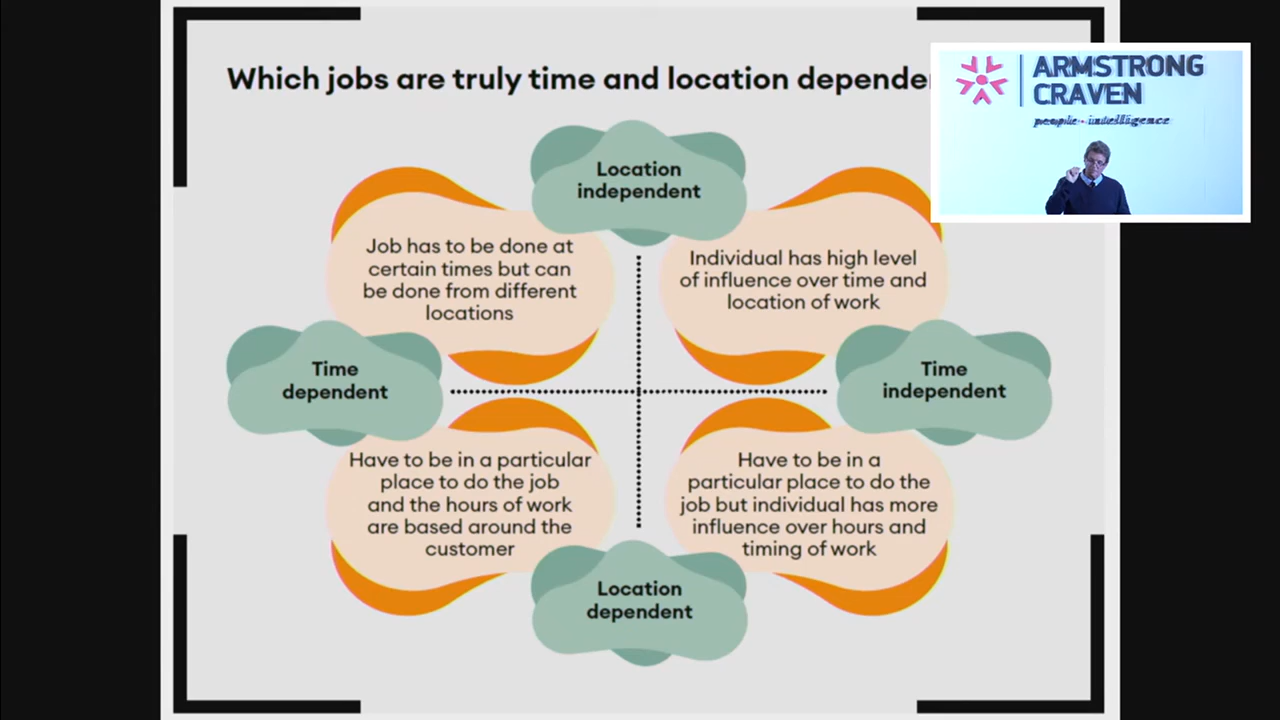 Which jobs are truly time and location
ARMSTRONG
CRAVEN
people - intelligence
Location
independent
Job has to be done at
certain times but can
be done from different
locations
Individual has high level
of influence over time and
location of work
Time
dependent
Time
independent
Have to be in a particular
place to do the job
and the hours of work
are based around the
customer
Have to be in a
particular place to do the
job but individual has more
influence over hours and
timing of work
Location
dependent